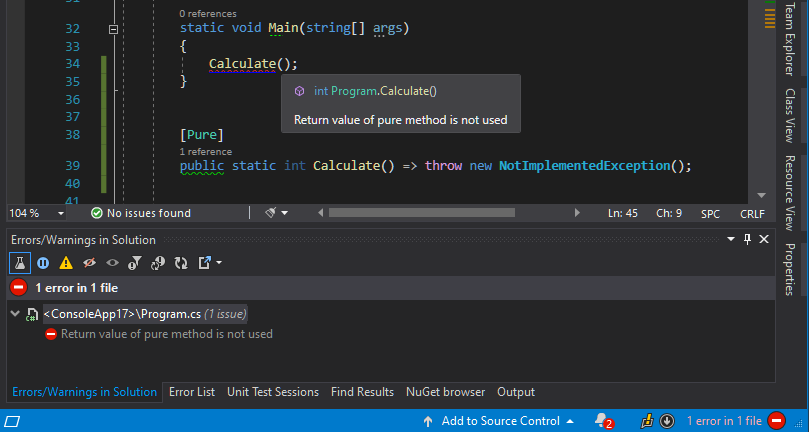 31
0 references
32 static void Main(string[] args)
33 {
34 Calculate();
35 }
int Program.Calculate()
Return value of pure method is not used
36
37
38 [Pure]
1 reference
39 public static int Calculate() => throw new NotImplementedException();
40
41
Team Explorer
Class View
Resource View
Properties
104 % No issues found Ln: 45 Ch: 9 SPC CRLF
Errors/Warnings in Solution
1 error in 1 file
C# <ConsoleApp17>\Program.cs (1 issue)
Return value of pure method is not used
Errors/Warnings in Solution Error List Unit Test Sessions Find Results NuGet browser Output
Add to Source Control 2 1 error in 1 file